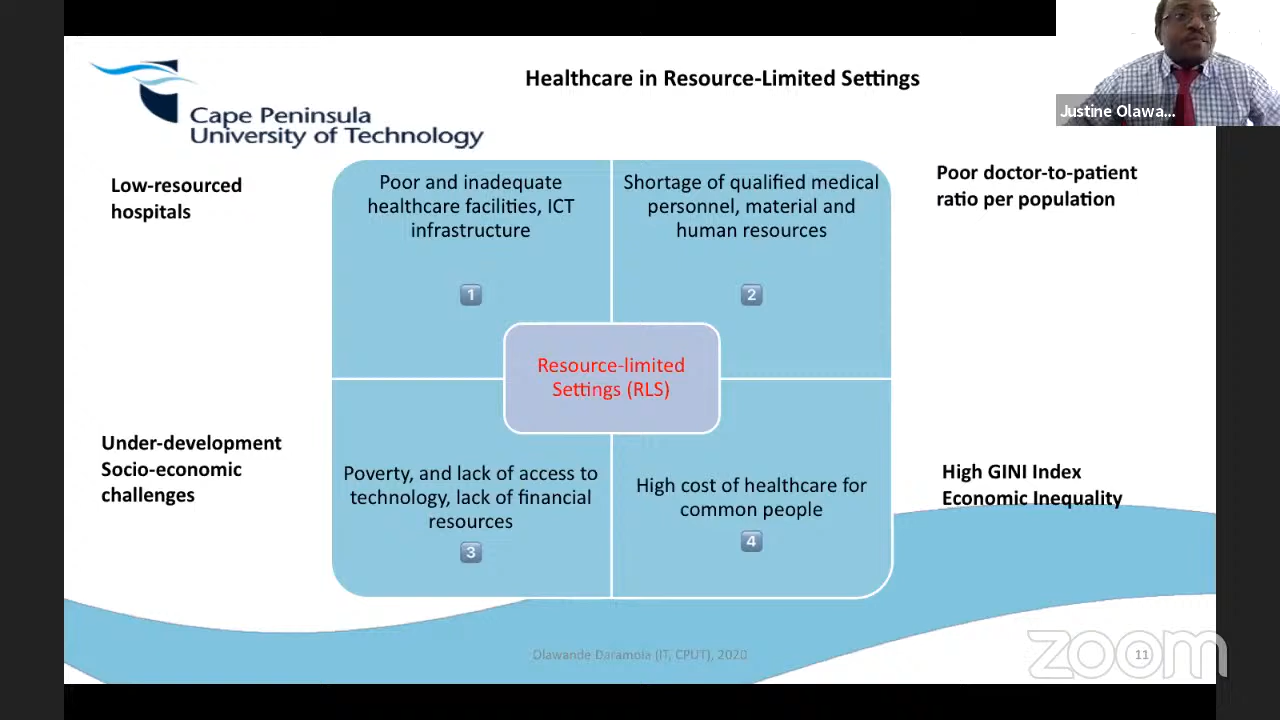 Healthcare in Resource-Limited Settings
Cape Peninsula
University of Technology
Justine Olawa...
Low-resourced
hospitals
Poor and inadequate
healthcare facilities, ICT
infrastructure
1
Shortage of qualified medical
personnel, material and
human resources
2
Poor doctor-to-patient
ratio per population
Resource-limited
Settings (RLS)
Under-development
Socio-economic
challenges
Poverty, and lack of access to
technology, lack of financial
resources
3
High cost of healthcare for
common people
4
High GINI Index
Economic Inequality
Olawande Daramola (IT, CPUT), 2020
11
zoom